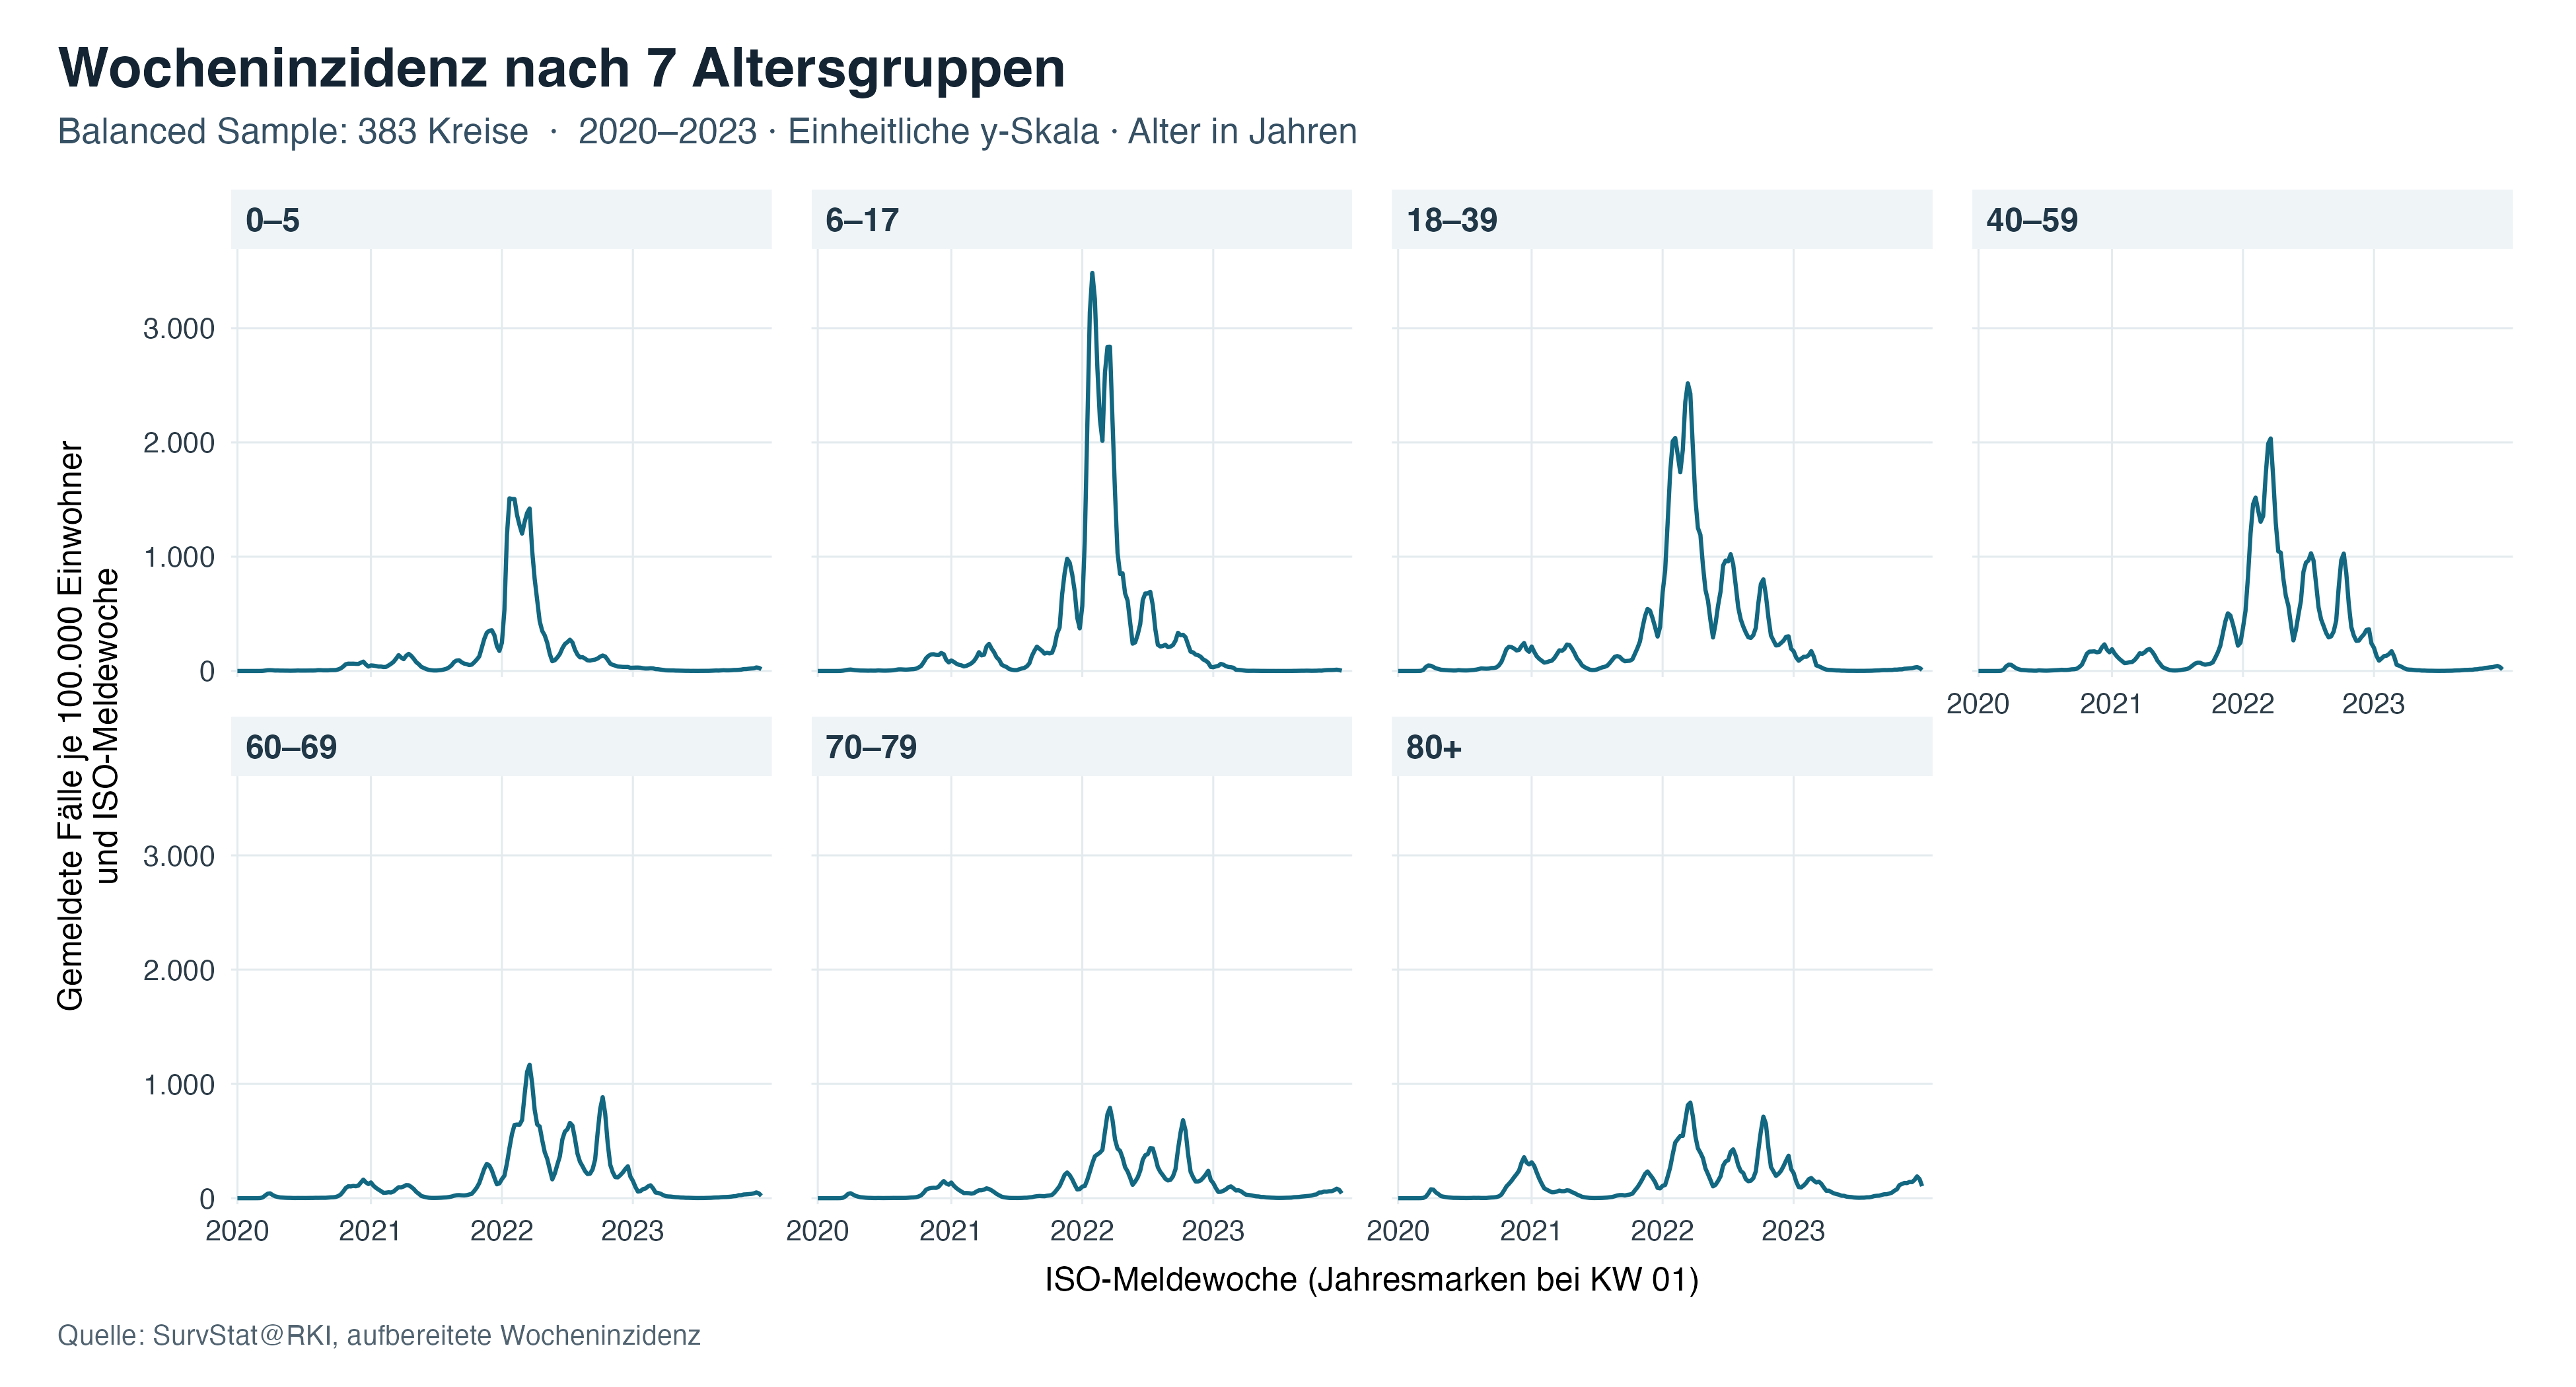 Wocheninzidenz nach 7 Altersgruppen
Balanced Sample: 383 Kreise · 2020–2023 · Einheitliche y-Skala · Alter in Jahren
Gemeldete Fälle je 100.000 Einwohner
und ISO-Meldewoche
0–5
6–17
18–39
40–59
3.000
2.000
1.000
0
2020 2021 2022 2023
60–69
70–79
80+
3.000
2.000
1.000
0
2020 2021 2022 2023
2020 2021 2022 2023
2020 2021 2022 2023
ISO-Meldewoche (Jahresmarken bei KW 01)
Quelle: SurvStat@RKI, aufbereitete Wocheninzidenz